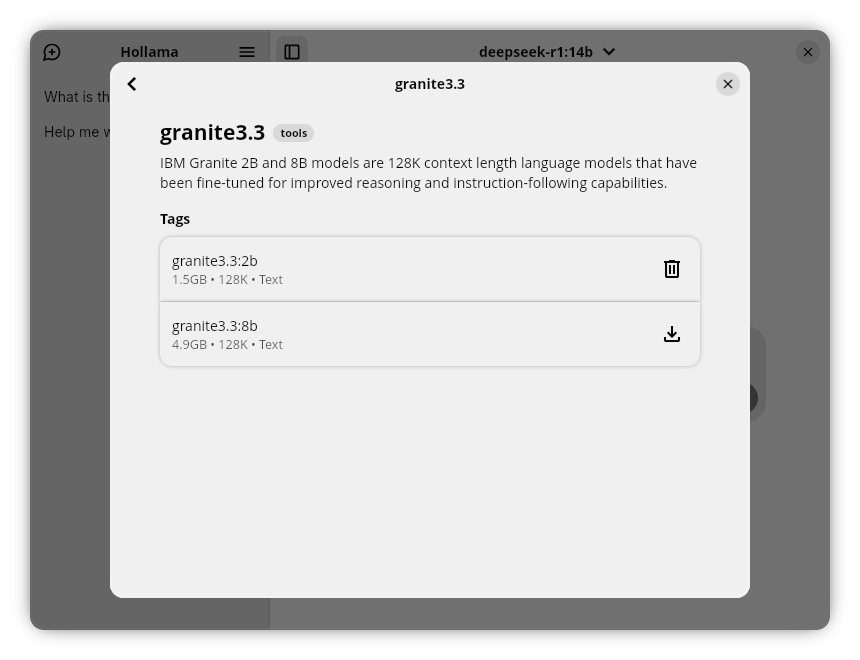 Hollama
deepseek-r1:14b
What is th
Help me w
granite3.3
granite3.3 tools
IBM Granite 2B and 8B models are 128K context length language models that have
been fine-tuned for improved reasoning and instruction-following capabilities.
Tags
granite3.3:2b
1.5GB • 128K • Text
granite3.3:8b
4.9GB • 128K • Text